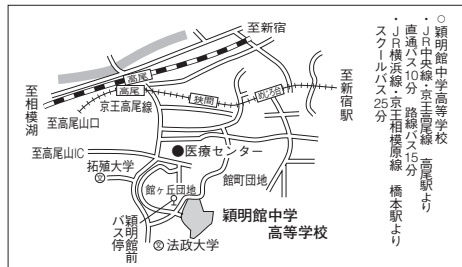 ○穎明館中学高等学校
・JR中央線・京王高尾線 高尾駅より
直通バス10分 路線バス15分
・JR横浜線・京王相模原線 橋本駅より
スクールバス25分
至新宿
高尾
至相模湖
高尾
京王高尾線
狭間
めじろ台
至新宿駅
至高尾山口
至高尾山IC
医療センター
拓殖大学
文
館ヶ丘団地
館町団地
穎明館前
バス停
穎明館中学
高等学校
文 法政大学